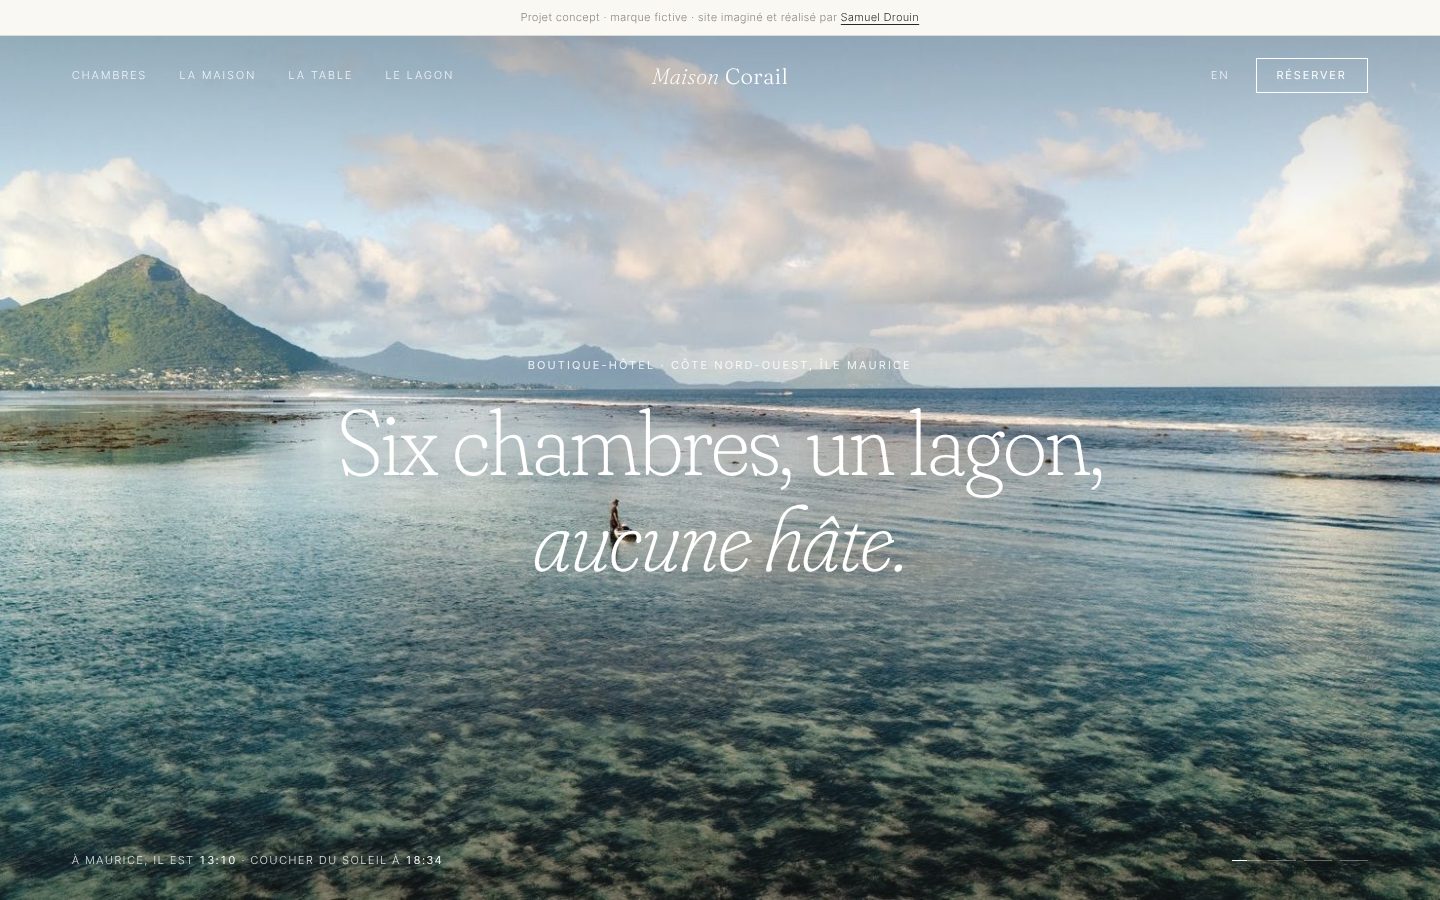 Projet concept · marque fictive · site imaginé et réalisé par Samuel Drouin
CHAMBRES LA MAISON LA TABLE LE LAGON Maison Corail EN RÉSERVER
BOUTIQUE-HÔTEL · CÔTE NORD-OUEST, ÎLE MAURICE
Six chambres, un lagon,
aucune hâte.
À MAURICE, IL EST 13:10 · COUCHER DU SOLEIL À 18:34